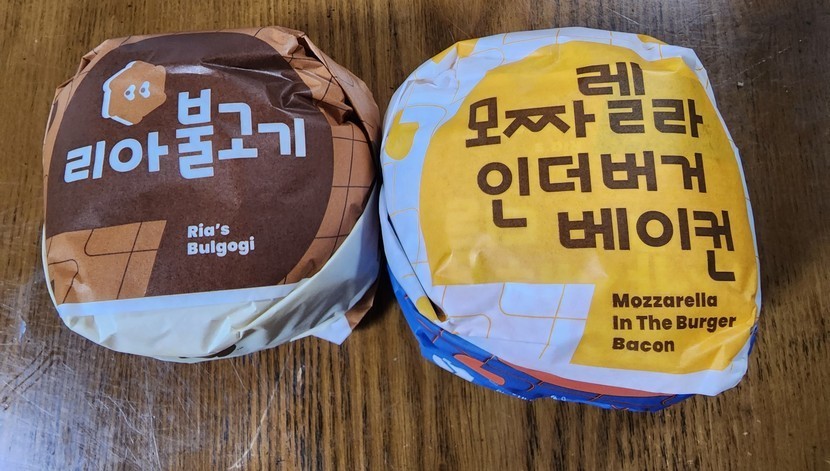 리아불고기
Ria's
Bulgogi
모짜렐라
인더버거
베이컨
Mozzarella
In The Burger
Bacon